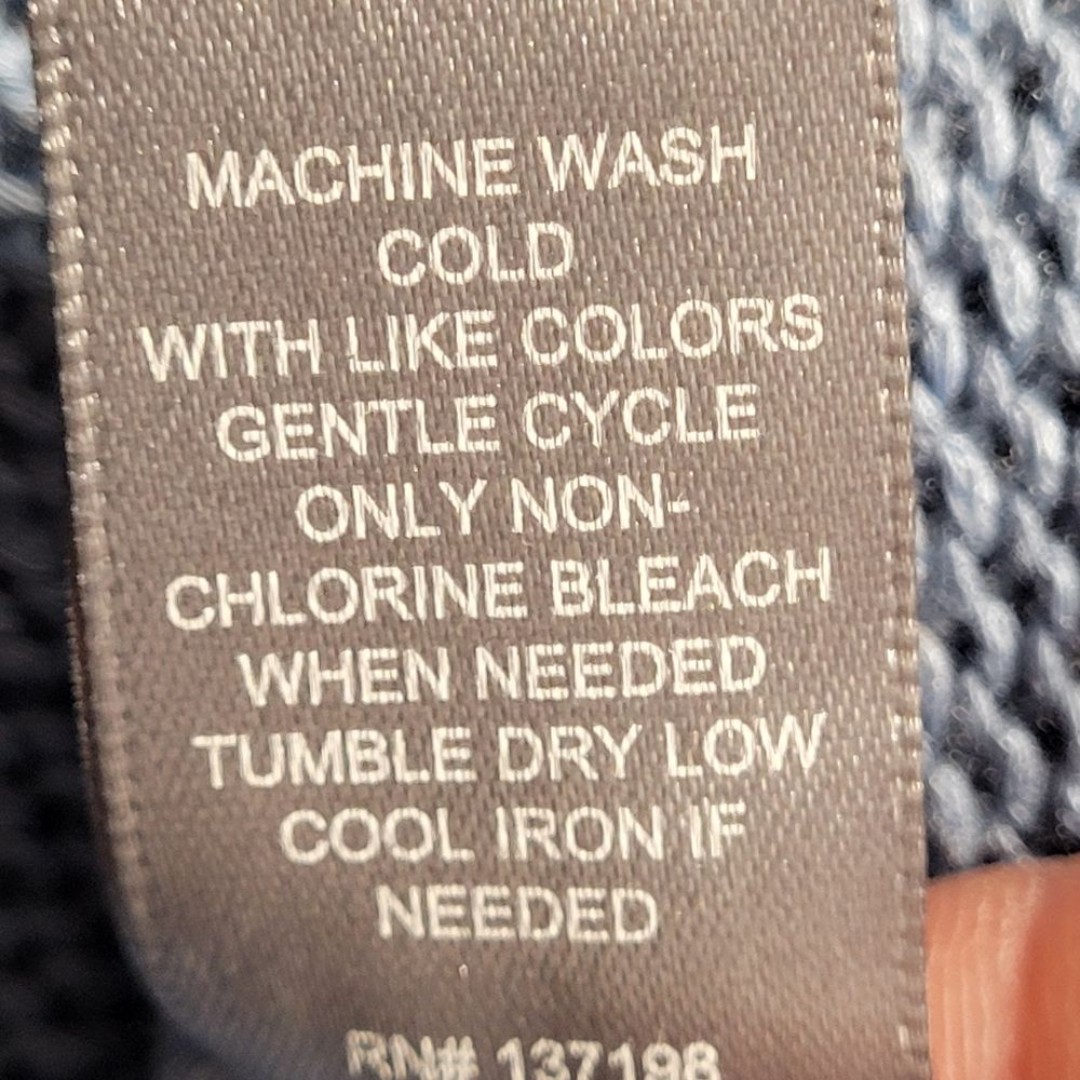 MACHINE WASH
COLD
WITH LIKE COLORS
GENTLE CYCLE
ONLY NON-
CHLORINE BLEACH
WHEN NEEDED
TUMBLE DRY LOW
COOL IRON IF
NEEDED
RN# 137198